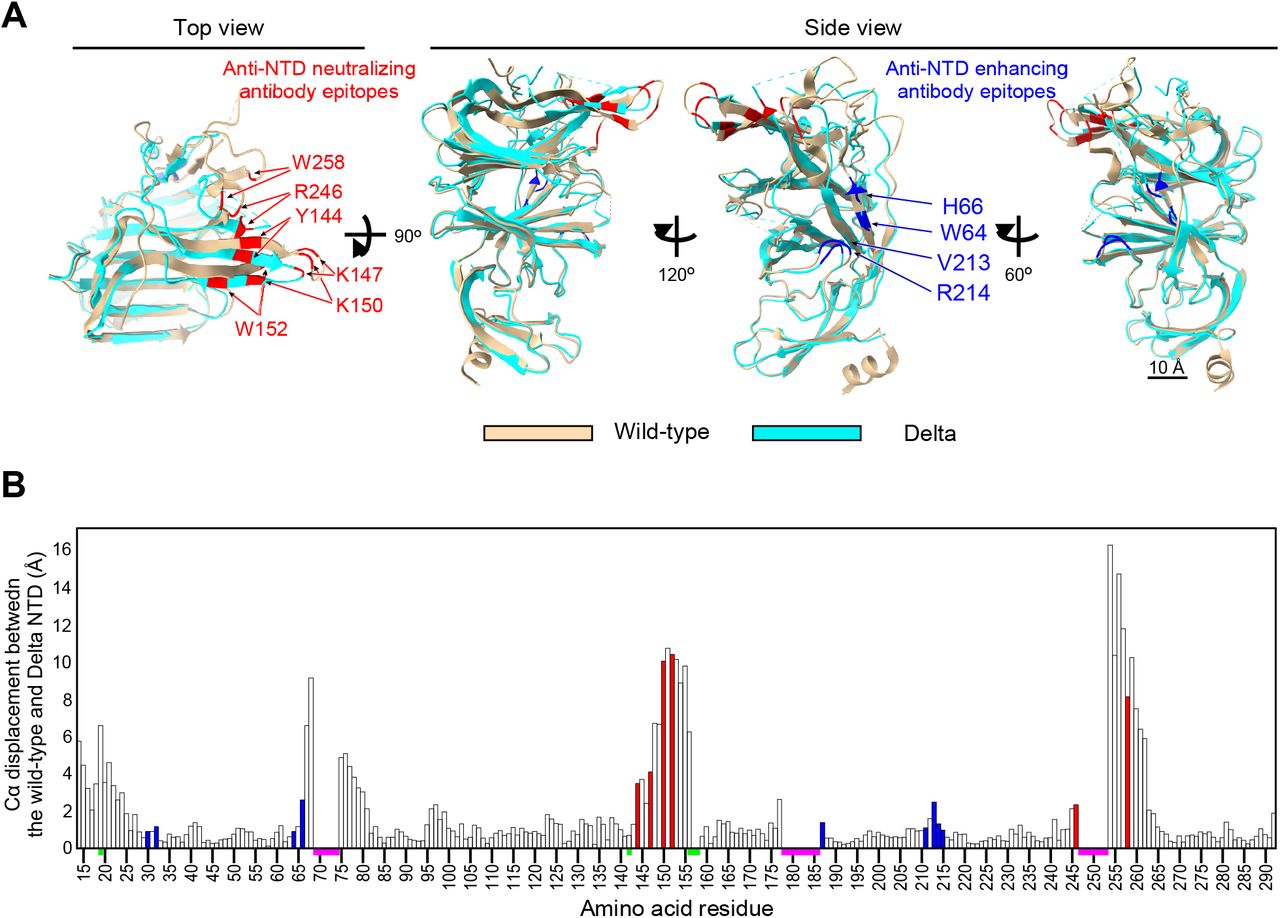 A
Top view
Side view
Anti-NTD neutralizing
antibody epitopes
Anti-NTD enhancing
antibody epitopes
W258
R246
Y144
K147
K150
W152
90º
120º
H66
W64
V213
R214
60º
10 Å
Wild-type
Delta
B
Cα displacement betwedn
the wild-type and Delta NTD (Å)
16
14
12
10
8
6
4
2
0
15 20 25 30 35 40 45 50 55 60 65 70 75 80 85 90 95 100 105 110 115 120 125 130 135 140 145 150 155 160 165 170 175 180 185 190 195 200 205 210 215 220 225 230 235 240 245 250 255 260 265 270 275 280 285 290
Amino acid residue